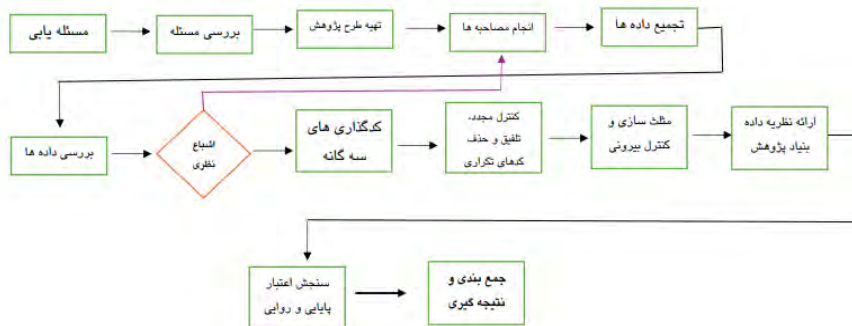 مسئله یابی
بررسی مسئله
تهیه طرح پژوهش
انجام مصاحبه ها
تجمیع داده ها
بررسی داده ها
اشباع
نظری
کدگذاری های
سه گانه
کنترل مجدد،
تلفیق و حذف
کدهای تکراری
مثلث سازی و
کنترل بیرونی
ارائه نظریه داده
بنیاد پژوهش
سنجش اعتبار
پایایی و روایی
جمع بندی و
نتیجه گیری